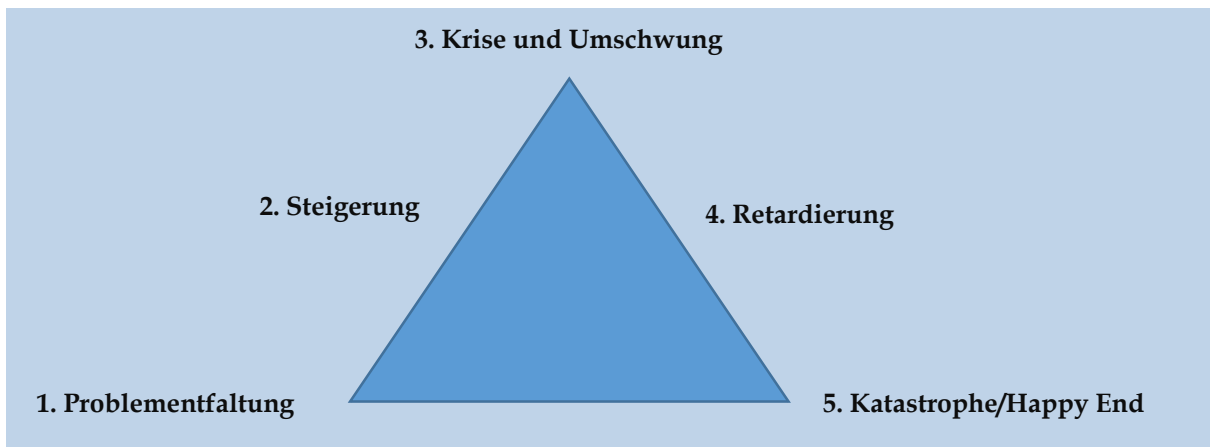 3. Krise und Umschwung
2. Steigerung
4. Retardierung
1. Problementfaltung
5. Katastrophe/Happy End